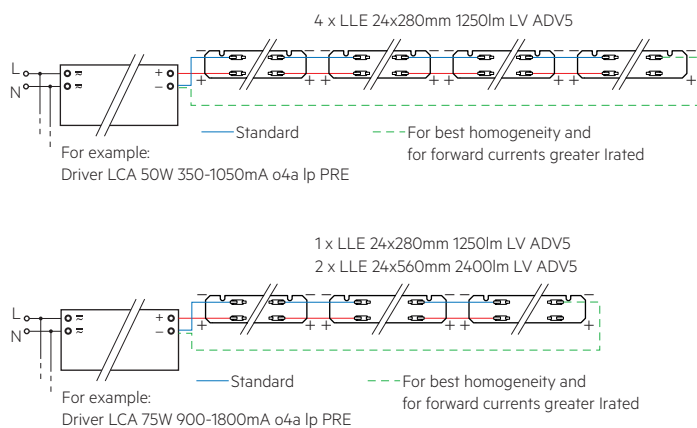 4 x LLE 24x280mm 1250lm LV ADV5
L
N
+
–
– – – – – – – –
+ + + + + + + +
Standard
For best homogeneity and
for forward currents greater Irated
For example:
Driver LCA 50W 350-1050mA o4a lp PRE
1 x LLE 24x280mm 1250lm LV ADV5
2 x LLE 24x560mm 2400lm LV ADV5
L
N
+
–
– – – – – –
+ + + + + +
Standard
For best homogeneity and
for forward currents greater Irated
For example:
Driver LCA 75W 900-1800mA o4a lp PRE